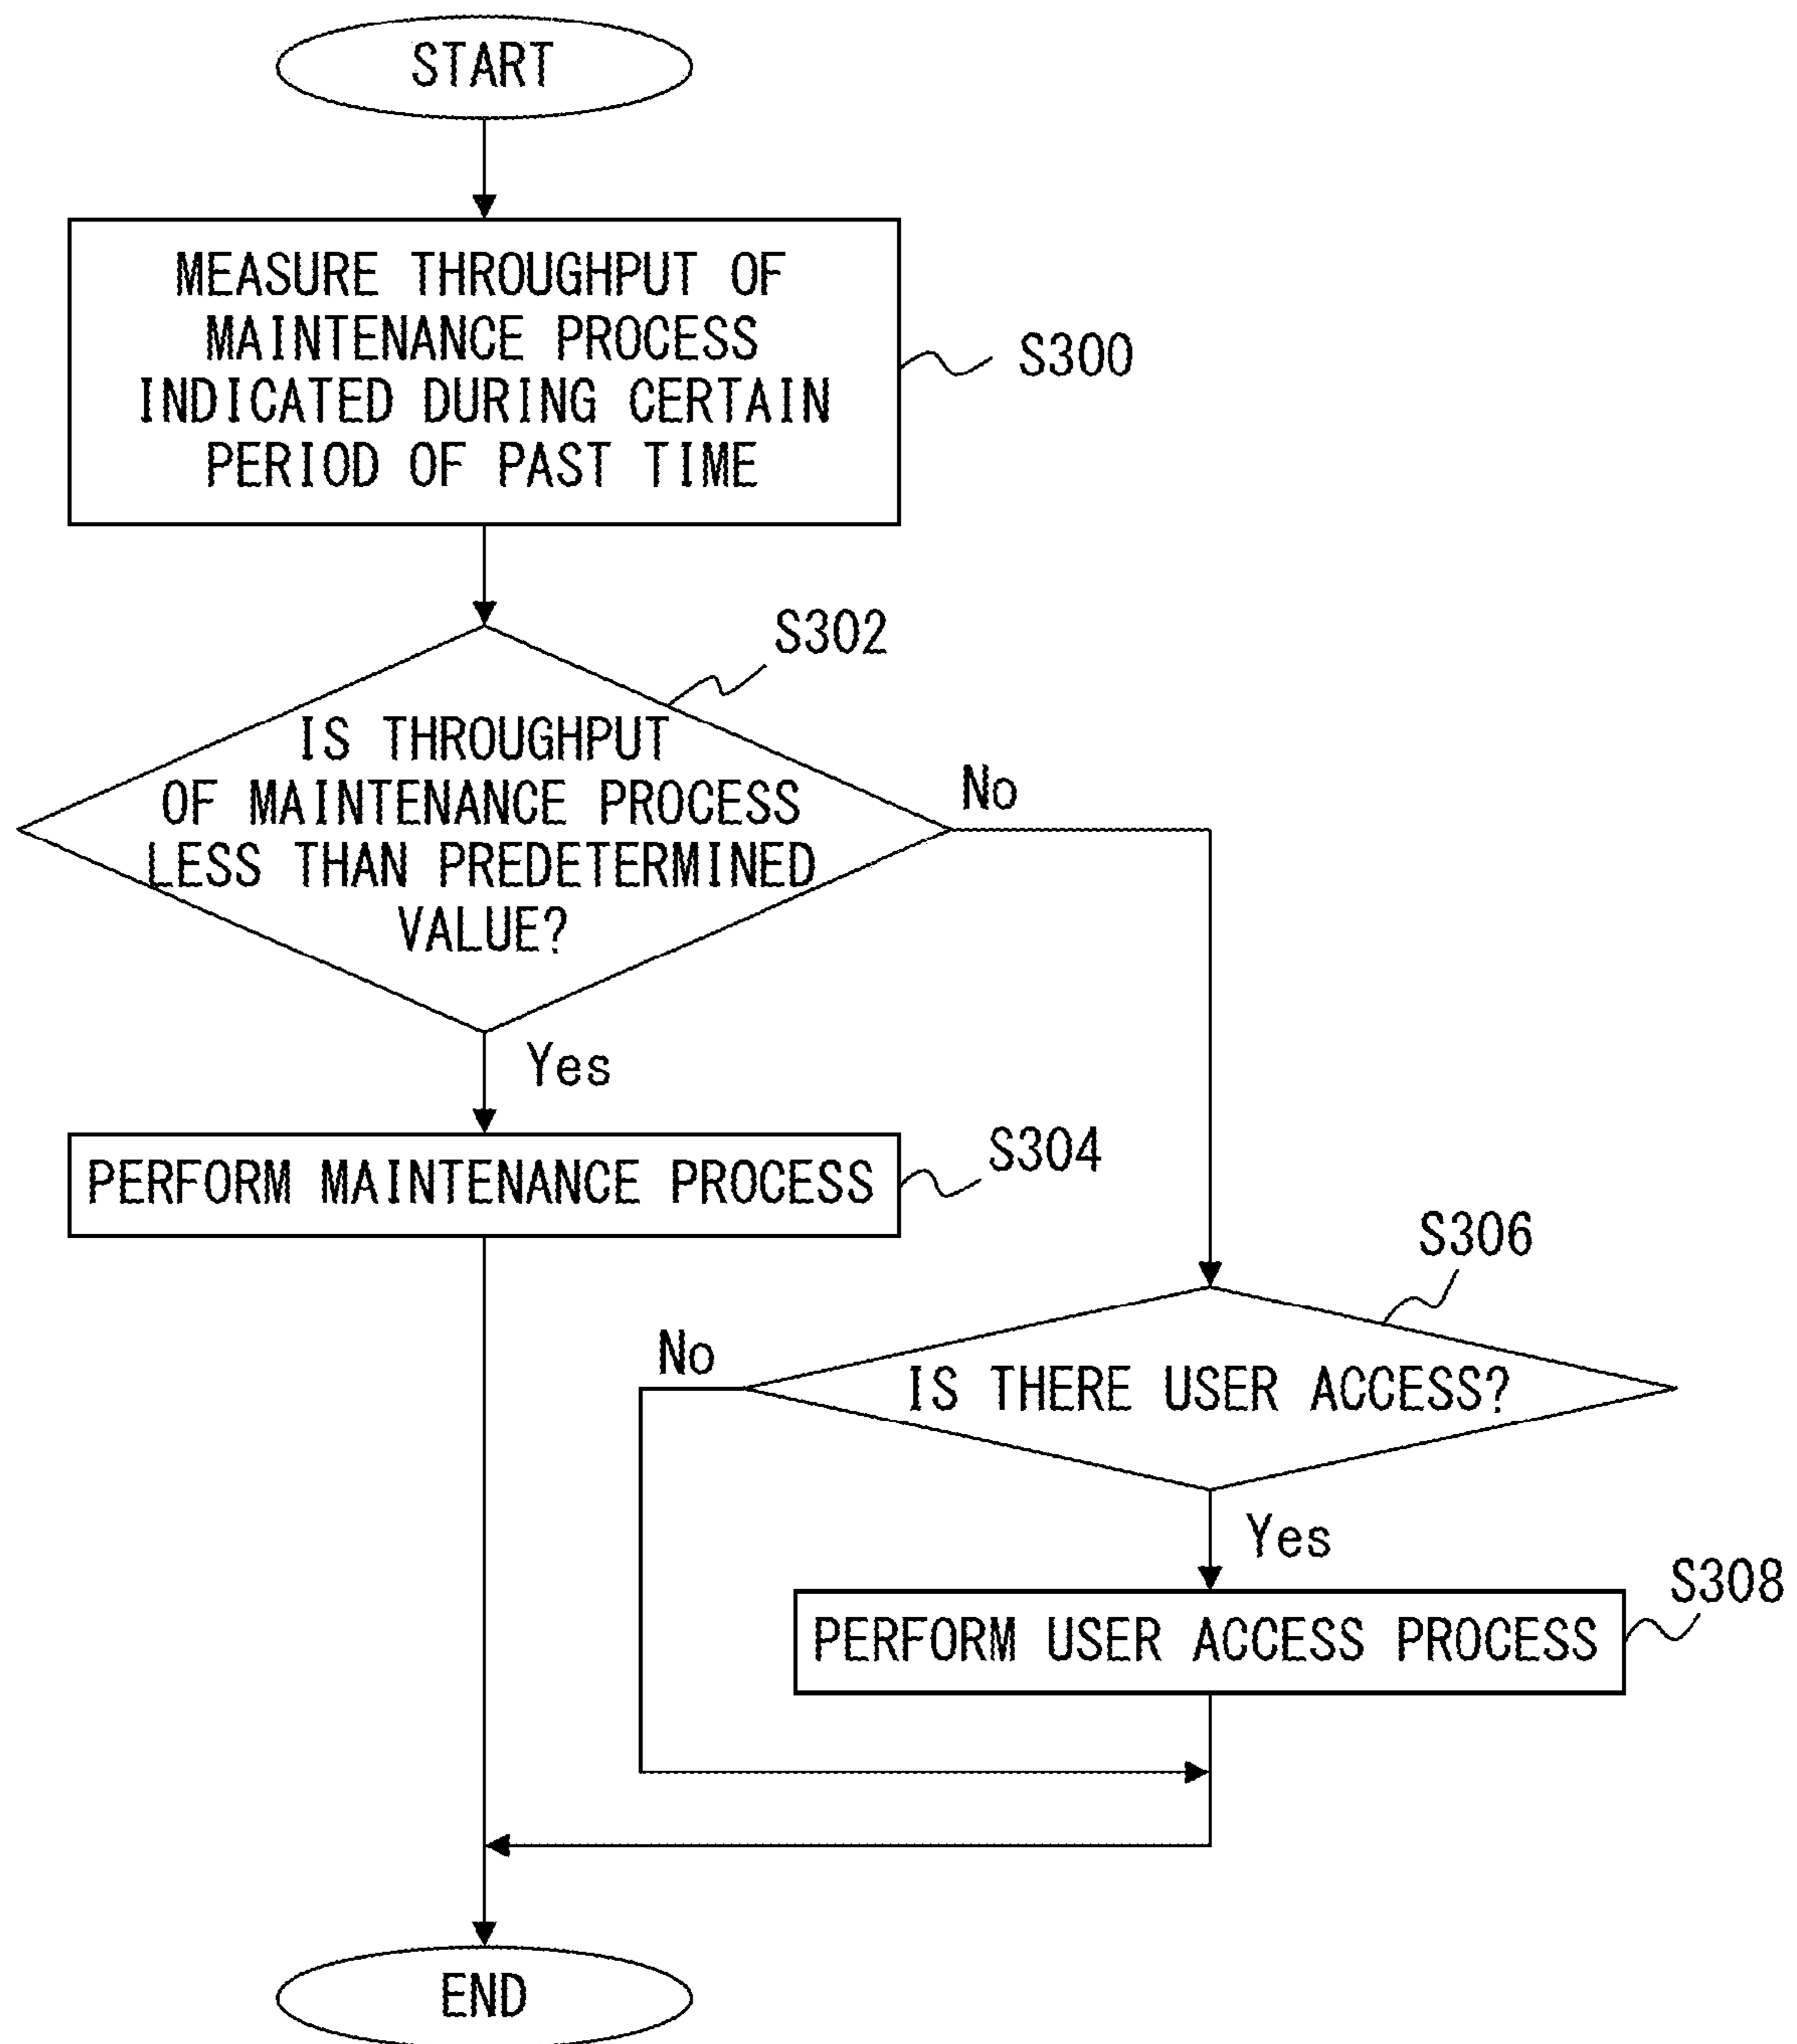 START
MEASURE THROUGHPUT OF
MAINTENANCE PROCESS
INDICATED DURING CERTAIN
PERIOD OF PAST TIME
S300
S302
IS THROUGHPUT
OF MAINTENANCE PROCESS
LESS THAN PREDETERMINED
VALUE?
No
Yes
PERFORM MAINTENANCE PROCESS
S304
S306
No
IS THERE USER ACCESS?
Yes
S308
PERFORM USER ACCESS PROCESS
END